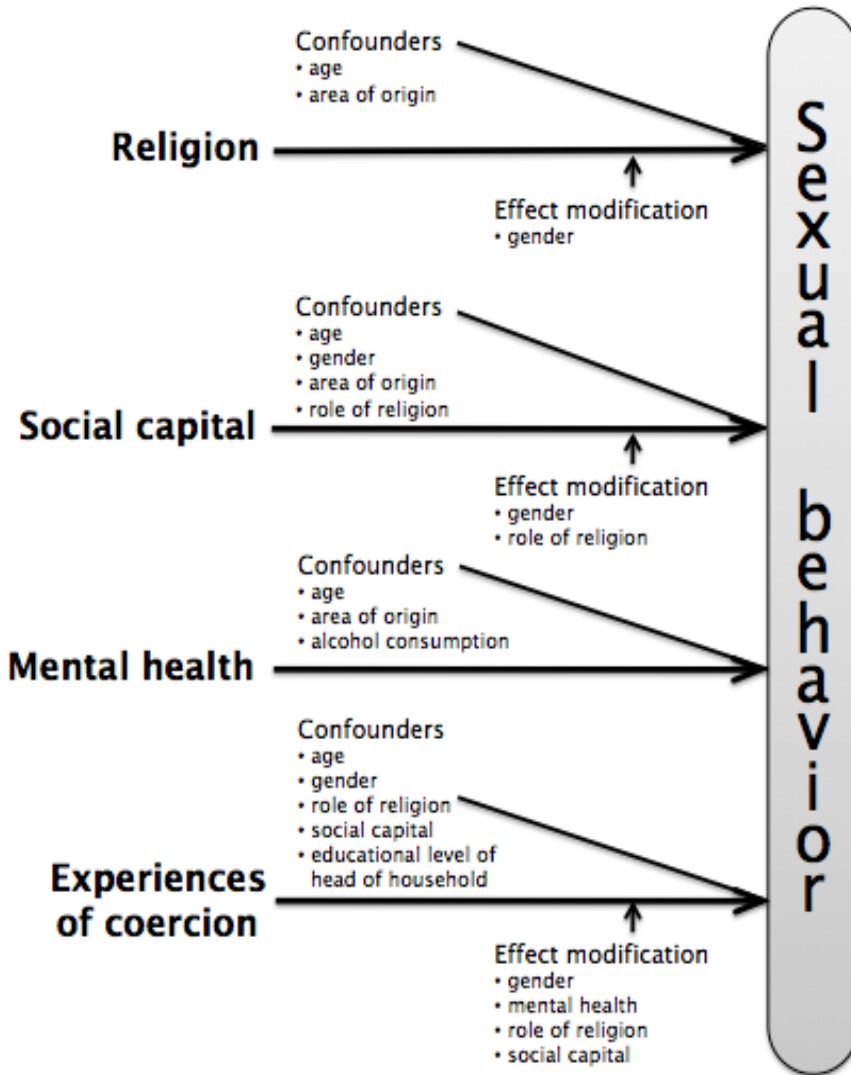 Confounders
• age
• area of origin
Religion
Effect modification
• gender
Confounders
• age
• gender
• area of origin
• role of religion
Social capital
Effect modification
• gender
• role of religion
Confounders
• age
• area of origin
• alcohol consumption
Mental health
Confounders
• age
• gender
• role of religion
• social capital
• educational level of
head of household
Experiences
of coercion
Effect modification
• gender
• mental health
• role of religion
• social capital
Sexual behavior